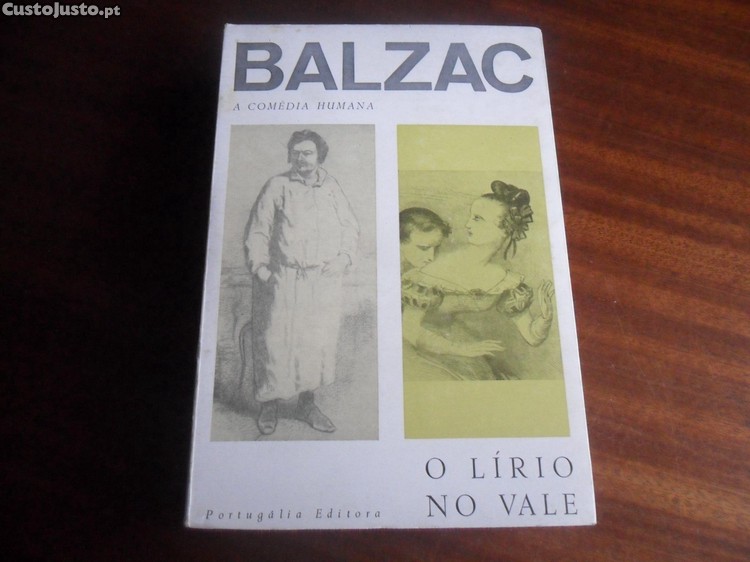 CustoJusto.pt
BALZAC
A COMÉDIA HUMANA
O LÍRIO
NO VALE
Portugália Editora